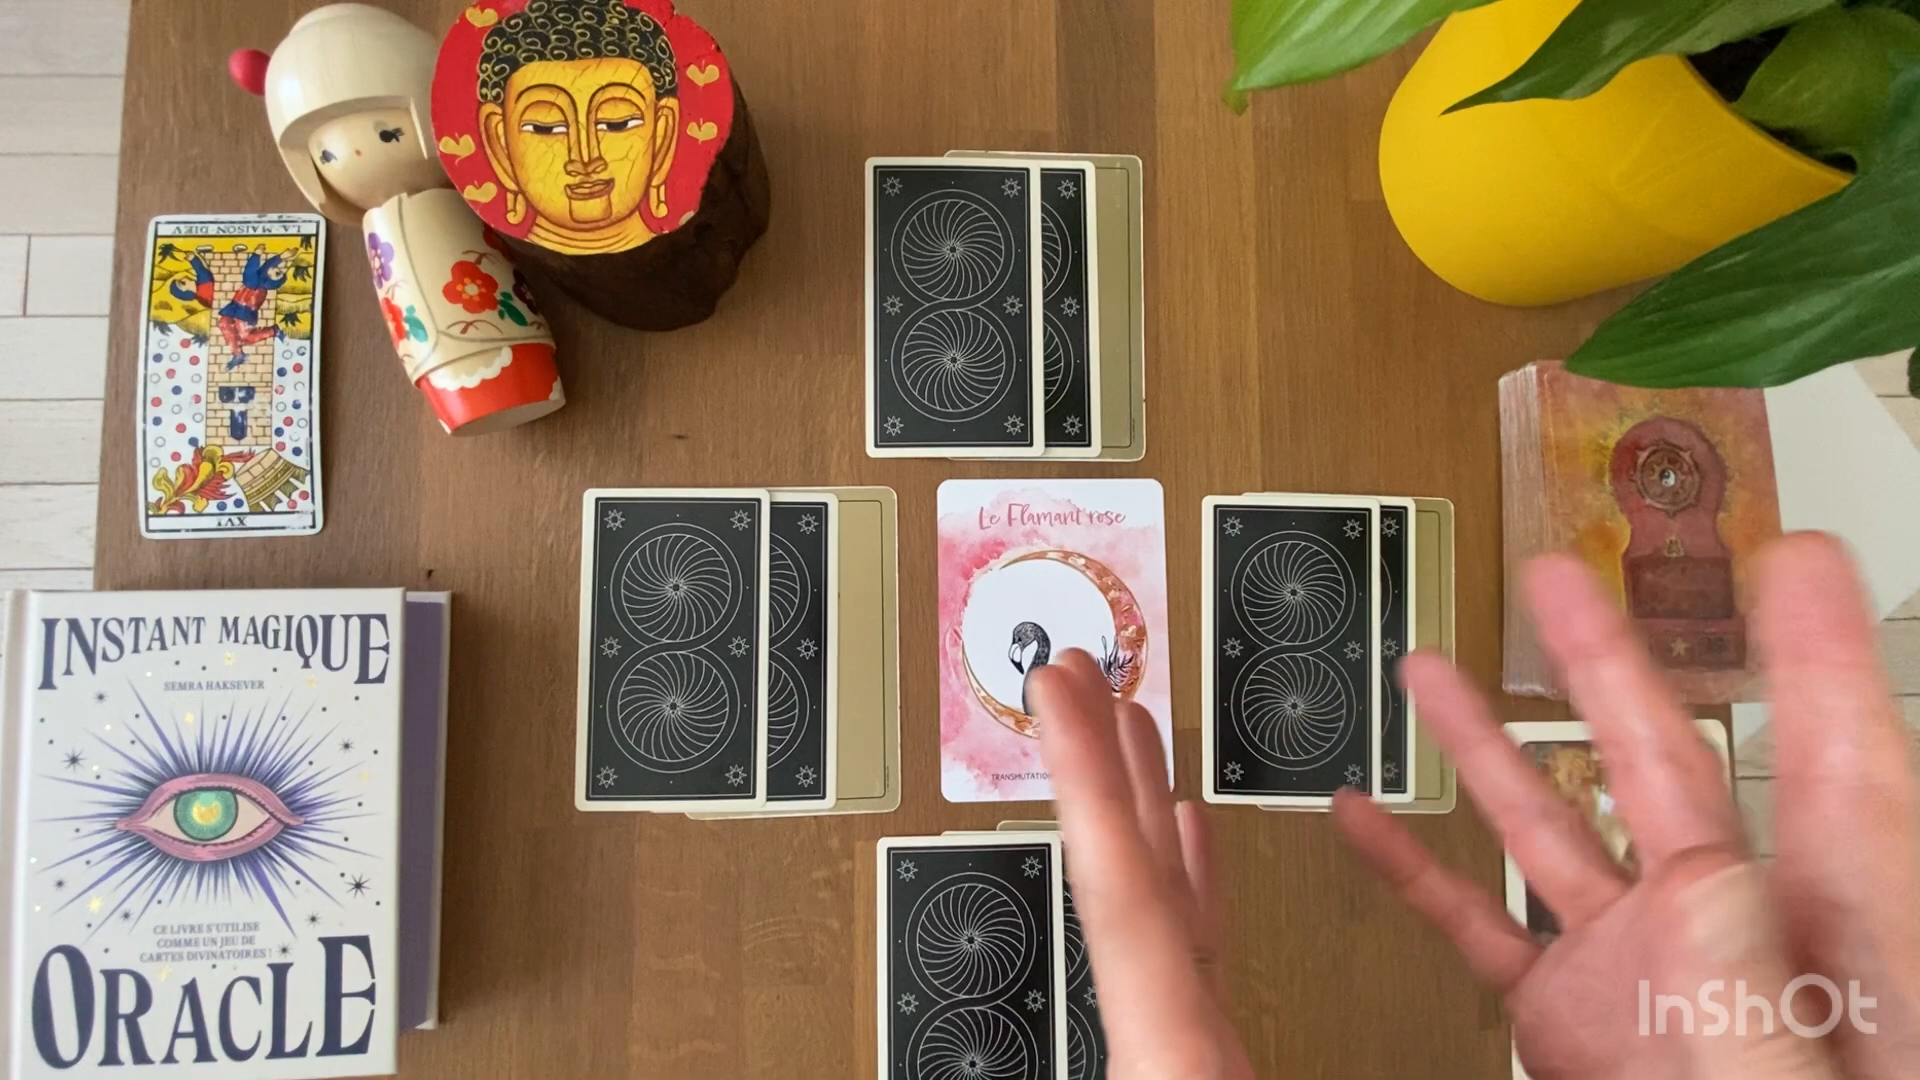 LA·MAISON·DIEV
XVI
INSTANT MAGIQUE
SEMRA HAKSEVER
CE LIVRE S'UTILISE
COMME UN JEU DE
CARTES DIVINATOIRES !
ORACLE
Le Flamant rose
InShOt